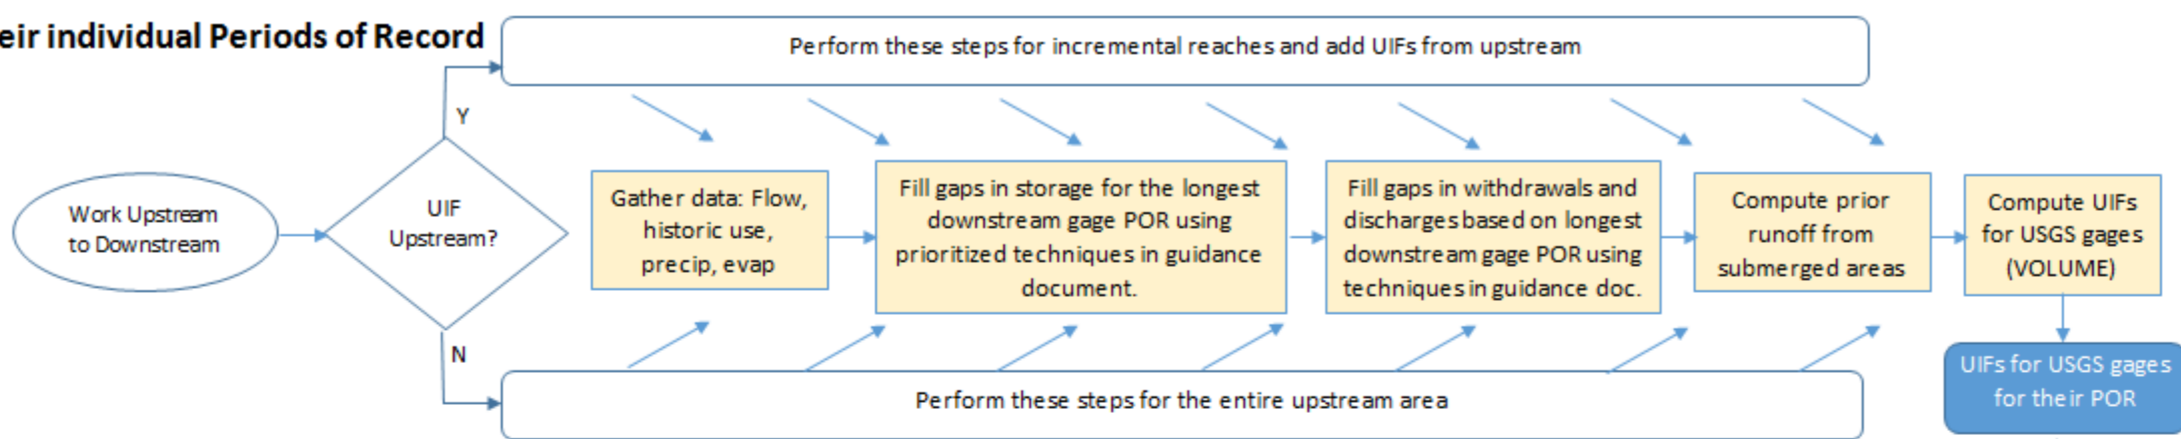 eir individual Periods of Record
Perform these steps for incremental reaches and add UIFs from upstream
Y
Work Upstream
to Downstream
UIF
Upstream?
Gather data: Flow,
historic use,
precip, evap
Fill gaps in storage for the longest
downstream gage POR using
prioritized techniques in guidance
document.
Fill gaps in withdrawals and
discharges based on longest
downstream gage POR using
techniques in guidance doc.
Compute prior
runoff from
submerged areas
Compute UIFs
for USGS gages
(VOLUME)
N
Perform these steps for the entire upstream area
UIFs for USGS gages
for their POR